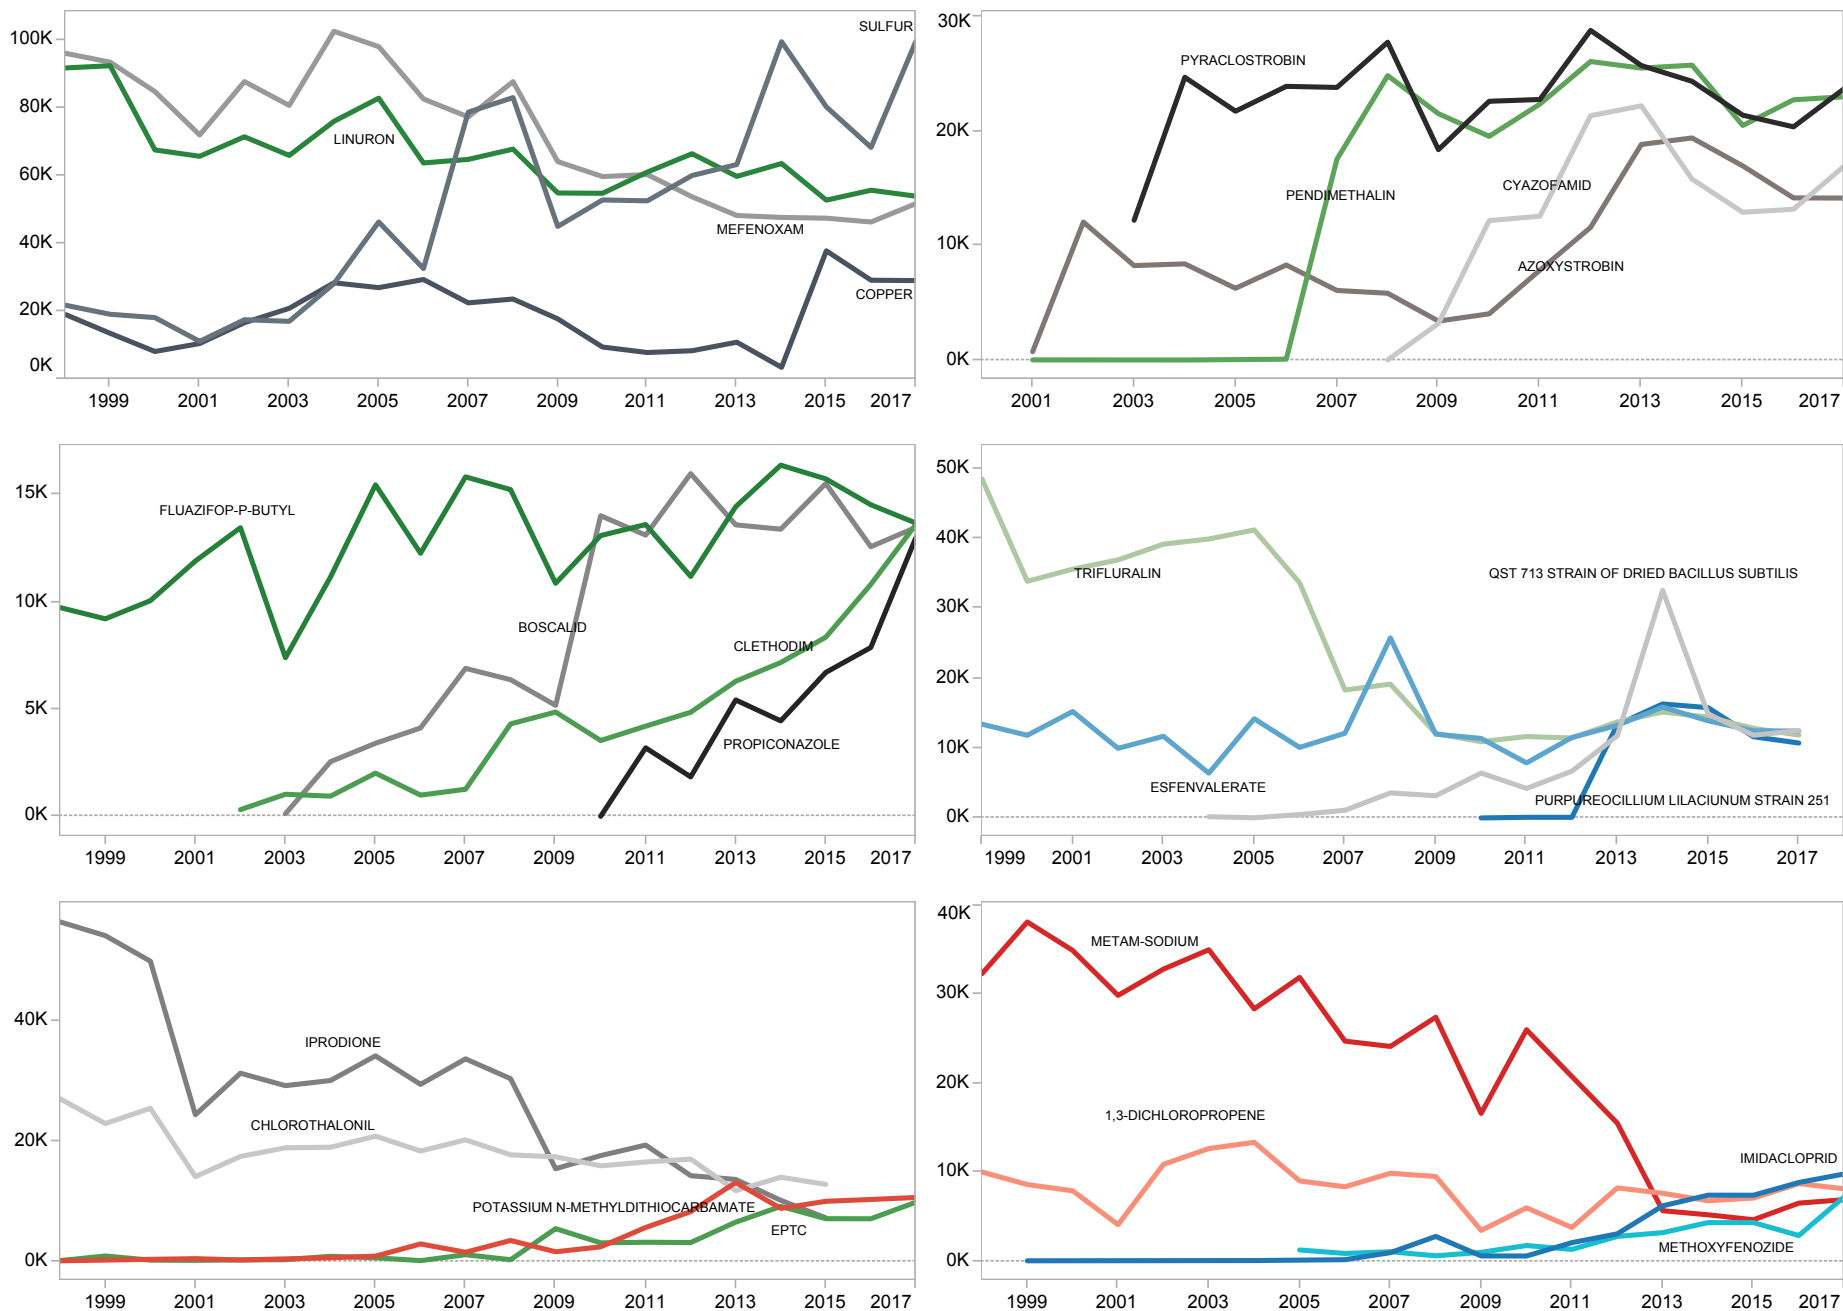 SULFUR
100K
80K
LINURON
60K
MEFENOXAM
40K
COPPER
20K
0K
1999 2001 2003 2005 2007 2009 2011 2013 2015 2017
30K
PYRACLOSTROBIN
20K
CYAZOFAMID
PENDIMETHALIN
10K
AZOXYSTROBIN
0K
2001 2003 2005 2007 2009 2011 2013 2015 2017
15K
FLUAZIFOP-P-BUTYL
10K
BOSCALID
CLETHODIM
5K
PROPICONAZOLE
0K
1999 2001 2003 2005 2007 2009 2011 2013 2015 2017
50K
40K
TRIFLURALIN
QST 713 STRAIN OF DRIED BACILLUS SUBTILIS
30K
20K
10K
ESFENVALERATE
PURPUREOCILLIUM LILACIUNUM STRAIN 251
0K
1999 2001 2003 2005 2007 2009 2011 2013 2015 2017
40K
IPRODIONE
CHLOROTHALONIL
20K
POTASSIUM N-METHYLDITHIOCARBAMATE
EPTC
0K
1999 2001 2003 2005 2007 2009 2011 2013 2015 2017
40K
METAM-SODIUM
30K
20K
1,3-DICHLOROPROPENE
10K
IMIDACLOPRID
METHOXYFENOZIDE
0K
1999 2001 2003 2005 2007 2009 2011 2013 2015 2017